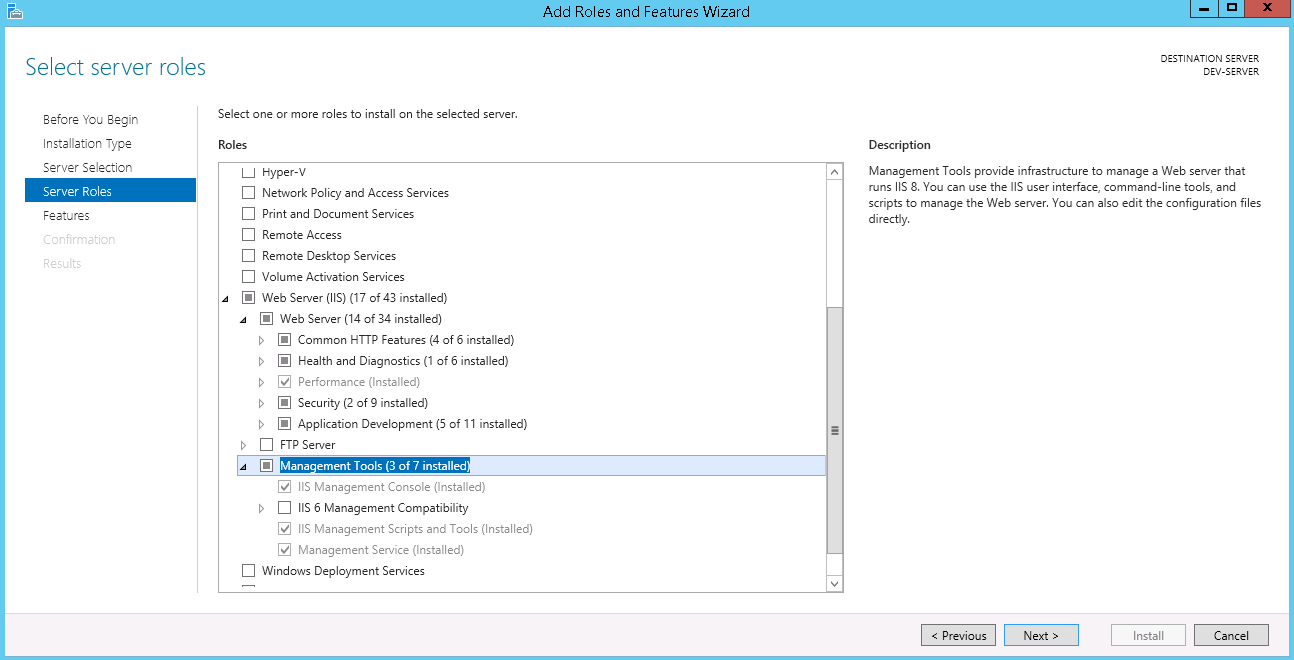 Add Roles and Features Wizard
Select server roles
DESTINATION SERVER
DEV-SERVER
Before You Begin
Installation Type
Server Selection
Server Roles
Features
Confirmation
Results
Select one or more roles to install on the selected server.
Roles
Hyper-V
Network Policy and Access Services
Print and Document Services
Remote Access
Remote Desktop Services
Volume Activation Services
Web Server (IIS) (17 of 43 installed)
Web Server (14 of 34 installed)
Common HTTP Features (4 of 6 installed)
Health and Diagnostics (1 of 6 installed)
Performance (Installed)
Security (2 of 9 installed)
Application Development (5 of 11 installed)
FTP Server
Management Tools (3 of 7 installed)
IIS Management Console (Installed)
IIS 6 Management Compatibility
IIS Management Scripts and Tools (Installed)
Management Service (Installed)
Windows Deployment Services
Description
Management Tools provide infrastructure to manage a Web server that
runs IIS 8. You can use the IIS user interface, command-line tools, and
scripts to manage the Web server. You can also edit the configuration files
directly.
< Previous
Next >
Install
Cancel